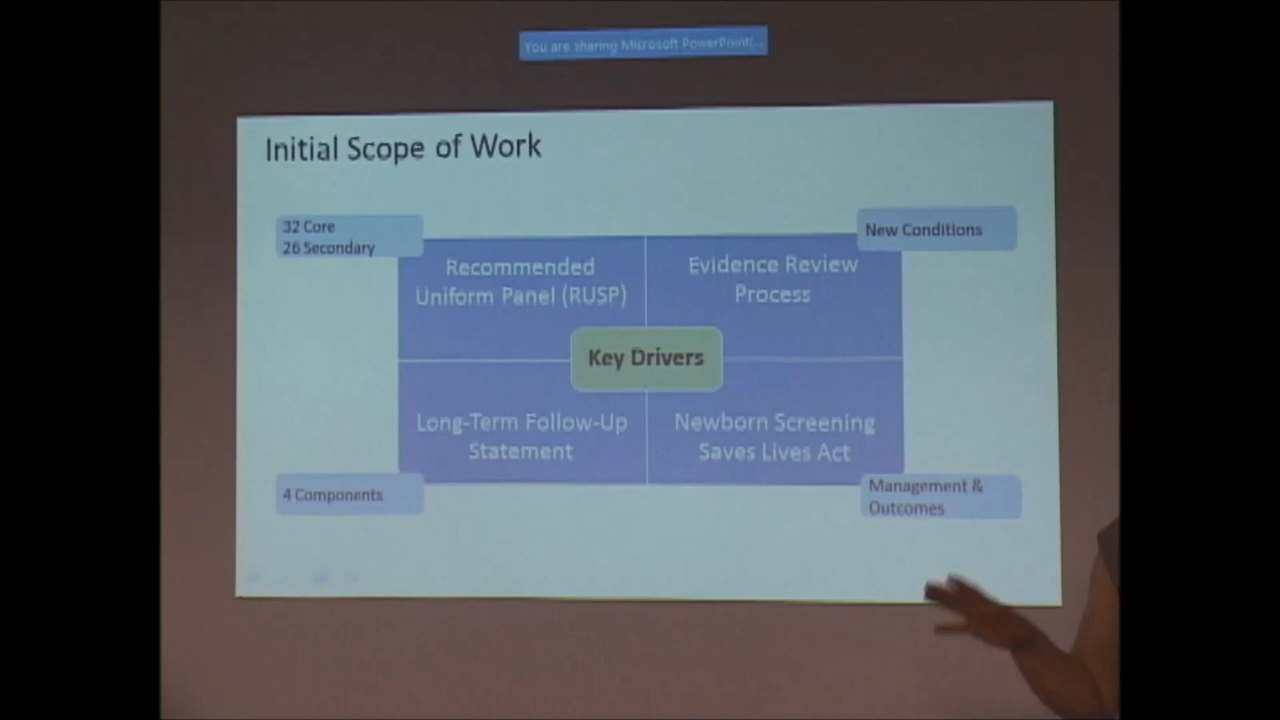 You are sharing Microsoft PowerPoint(...
Initial Scope of Work
32 Core
26 Secondary
New Conditions
Recommended
Uniform Panel (RUSP)
Evidence Review
Process
Key Drivers
Long-Term Follow-Up
Statement
Newborn Screening
Saves Lives Act
4 Components
Management &
Outcomes